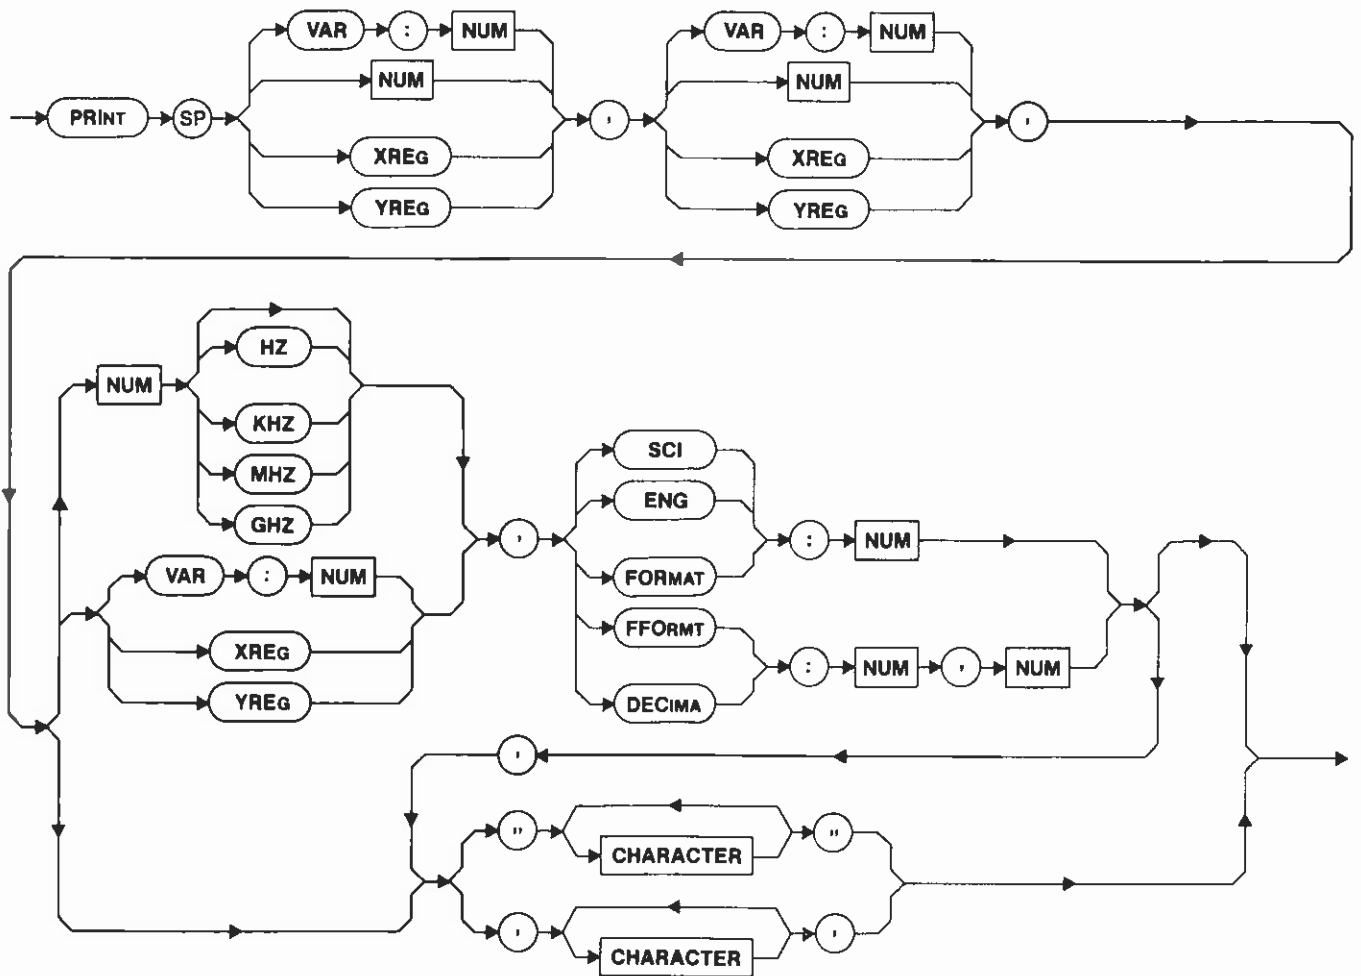 VAR : NUM VAR : NUM
NUM NUM
PRINT SP , ,
XREG XREG
YREG YREG
HZ
NUM
KHZ
SCI
MHZ
ENG
GHZ
, : NUM
VAR : NUM FORMAT
FFORMT
XREG
: NUM , NUM
YREG DECIMA
,
" "
CHARACTER
' '
CHARACTER